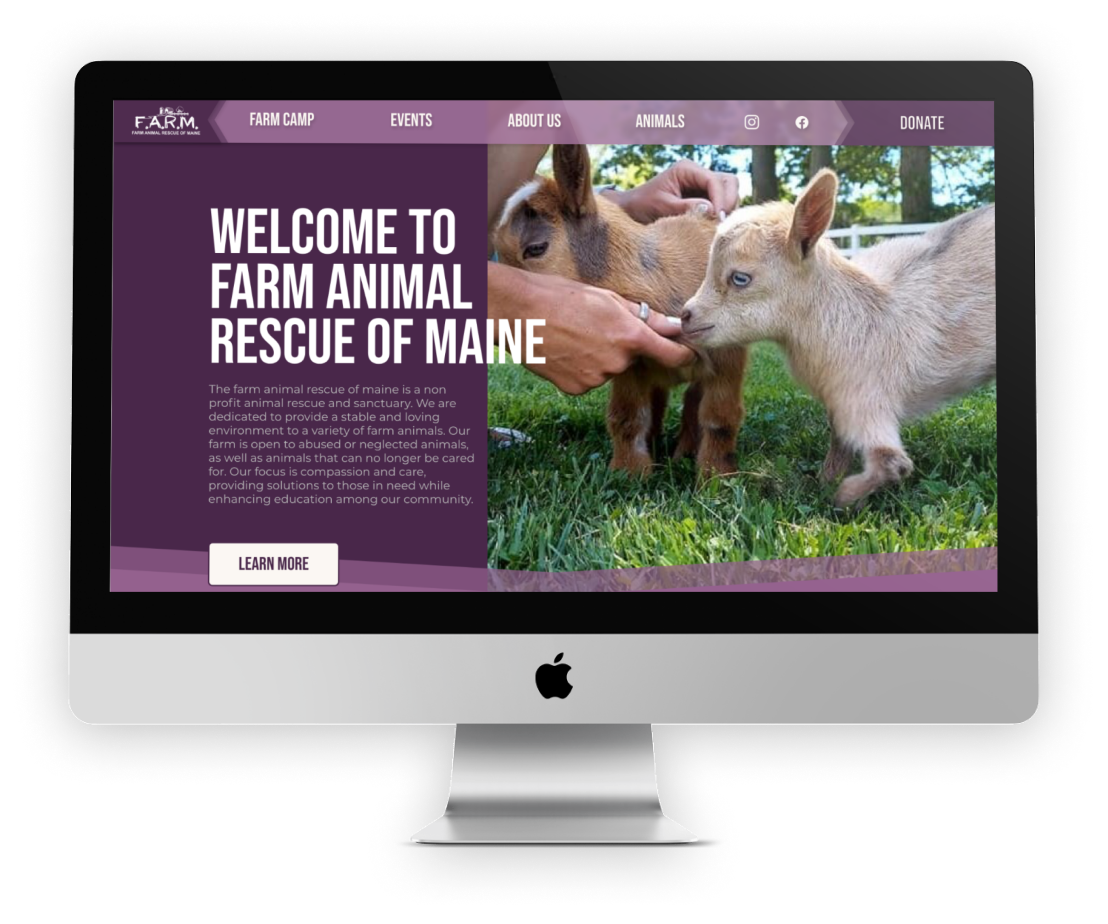 F.A.R.M.
FARM ANIMAL RESCUE OF MAINE
FARM CAMP
EVENTS
ABOUT US
ANIMALS
DONATE
WELCOME TO
FARM ANIMAL
RESCUE OF MAINE
The farm animal rescue of maine is a non
profit animal rescue and sanctuary. We are
dedicated to provide a stable and loving
environment to a variety of farm animals. Our
farm is open to abused or neglected animals,
as well as animals that can no longer be cared
for. Our focus is compassion and care,
providing solutions to those in need while
enhancing education among our community.
LEARN MORE